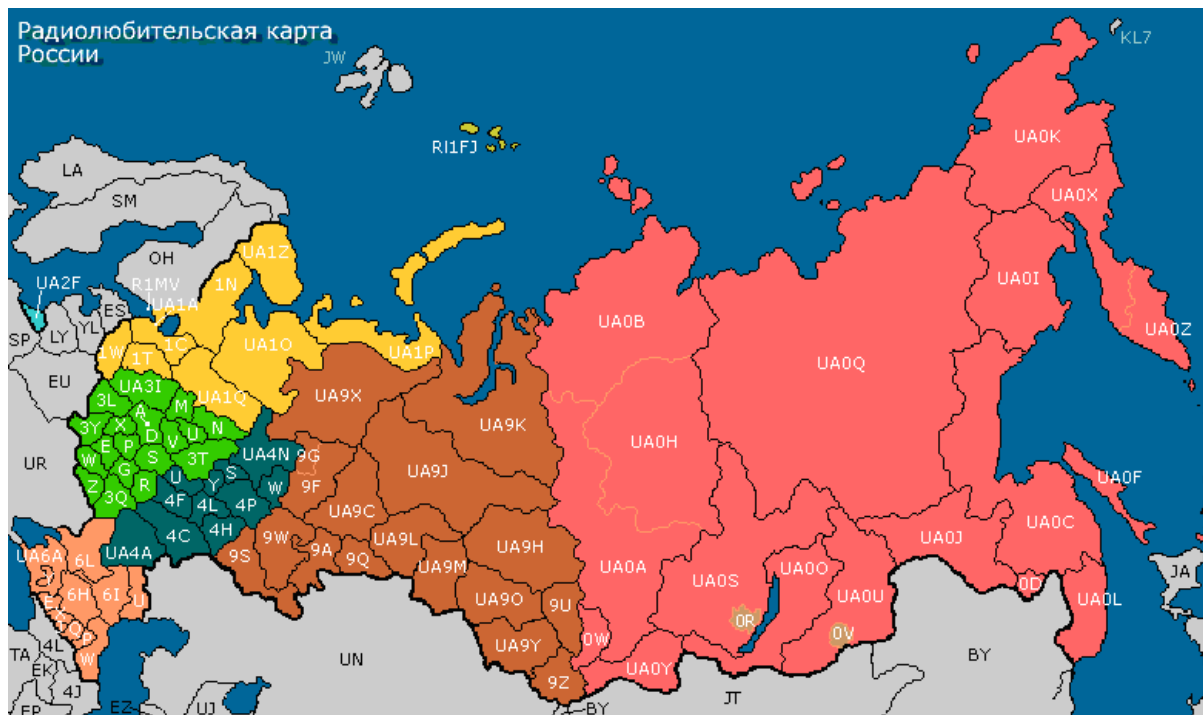 Радиолюбительская карта
России
JW
KL7
RI1FJ
UA0K
LA
UA0X
SM
OH
UA1Z
UA2F
R1MV
1N
UA1A
UA0I
ES
UA0B
UA0Z
SP
LY
YL
1W
1T
1C
UA1O
UA1P
UA0Q
EU
UA3I
UA1Q
UA9X
3L
A
M
UA9K
3Y
X
D
V
U
N
UA0H
UR
W
E
P
S
3T
UA4N
9G
UA9J
Z
G
R
U
Y
S
W
9F
UA0F
3Q
4F
4L
4P
UA9C
UA0C
UA4A
4C
4H
9W
9A
UA9L
UA9H
UA0J
UA6A
6L
9S
9Q
UA9M
UA0A
UA0S
UA0O
0D
JA
Y
6H
6I
U
UA9O
9U
UA0U
UA0L
E
X
Q
P
0R
0V
4L
W
UA9Y
0W
TA
EK
UN
UA0Y
BY
4J
9Z
JT
EP
EZ
UJ
BY